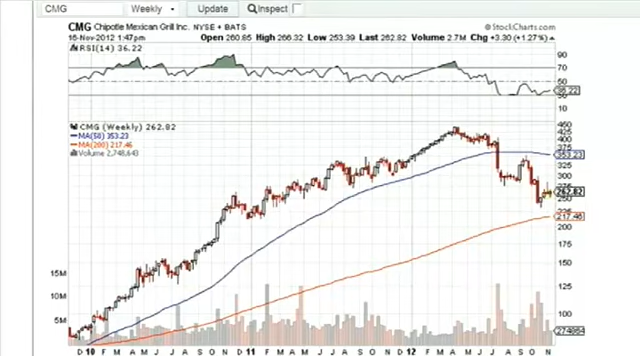 CMG Weekly Update Inspect
CMG Chipotle Mexican Grill Inc. NYSE + BATS © StockCharts.com
16-Nov-2012 1:47pm Open 260.85 High 266.32 Low 253.39 Last 262.82 Volume 2.7M Chg +3.30 (+1.27%)
RSI(14) 36.22
90
70
50
36.22
30
10
CMG (Weekly) 262.82
MA(50) 353.23
MA(200) 217.46
Volume 2,748,643
450
425
400
375
353.23
325
300
275
262.82
250
225
217.46
200
175
150
125
100
15M
10M
5M
D 10 F M A M J J A S O N D 11 F M A M J J A S O N D 12 F M A M J J A S O N